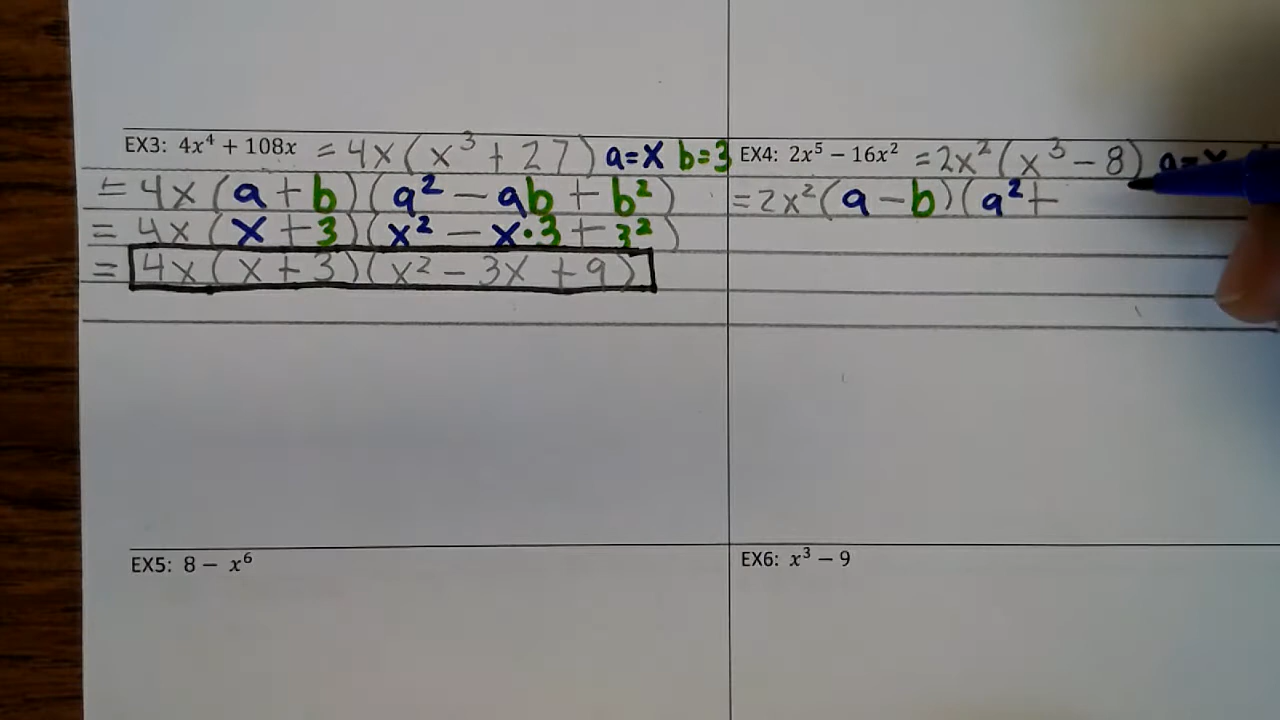 EX3: 4x⁴ + 108x = 4x(x³ + 27) a=x b=3
= 4x(a + b)(a² − ab + b²)
= 4x(x + 3)(x² − x·3 + 3²)
= 4x(x + 3)(x² − 3x + 9)
EX4: 2x⁵ − 16x² = 2x²(x³ − 8) a=x
= 2x²(a − b)(a² +
EX5: 8 − x⁶
EX6: x³ − 9